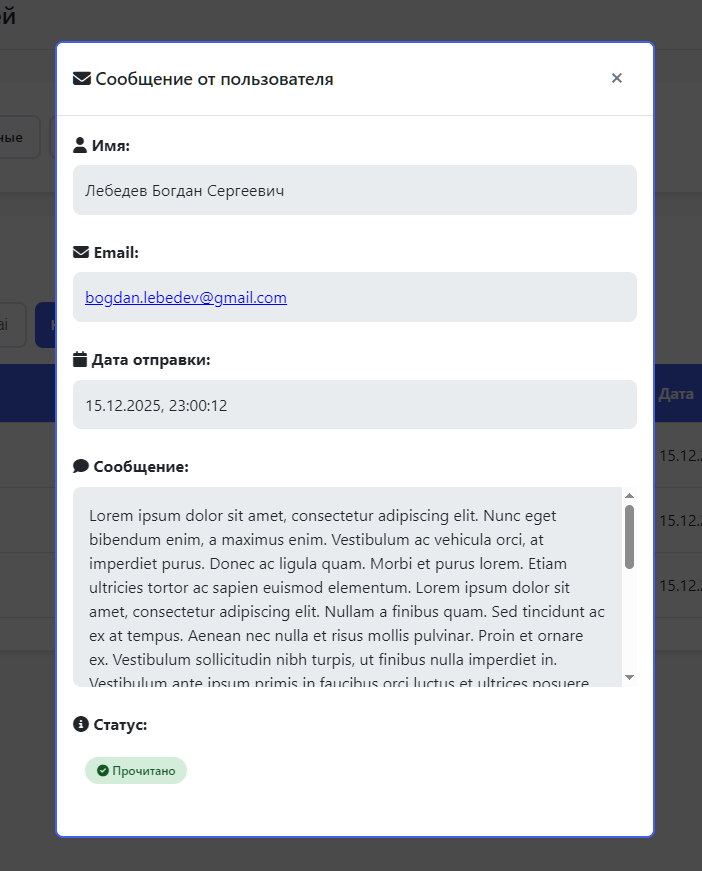 ей
Сообщение от пользователя
ные
Имя:
Лебедев Богдан Сергеевич
Email:
bogdan.lebedev@gmail.com
ai
Дата отправки:
Дата
15.12.2025, 23:00:12
15.12.
Сообщение:
Lorem ipsum dolor sit amet, consectetur adipiscing elit. Nunc eget
bibendum enim, a maximus enim. Vestibulum ac vehicula orci, at
15.12.
imperdiet purus. Donec ac ligula quam. Morbi et purus lorem. Etiam
ultricies tortor ac sapien euismod elementum. Lorem ipsum dolor sit
15.12.
amet, consectetur adipiscing elit. Nullam a finibus quam. Sed tincidunt ac
ex at tempus. Aenean nec nulla et risus mollis pulvinar. Proin et ornare
ex. Vestibulum sollicitudin nibh turpis, ut finibus nulla imperdiet in.
Vestibulum ante ipsum primis in faucibus orci luctus et ultrices posuere
Статус:
Прочитано